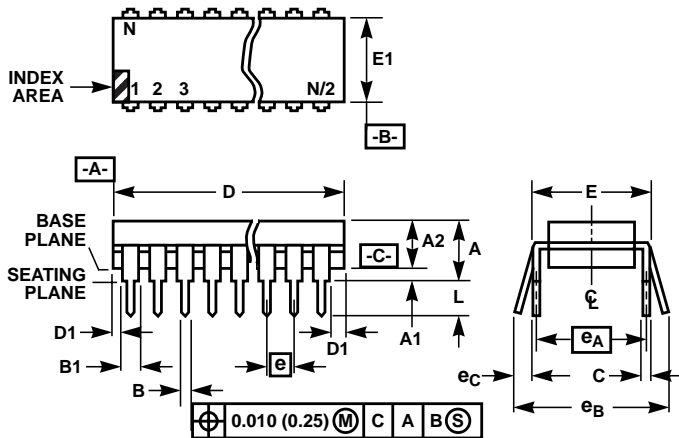 N
E1
INDEX
AREA
1 2 3 N/2
-B-
-A-
D
E
BASE
PLANE
A2 A
-C-
SEATING
PLANE
L
C
L
D1
A1
D1
eA
B1
e
eC
C
B
eB
0.010 (0.25) M C A B S